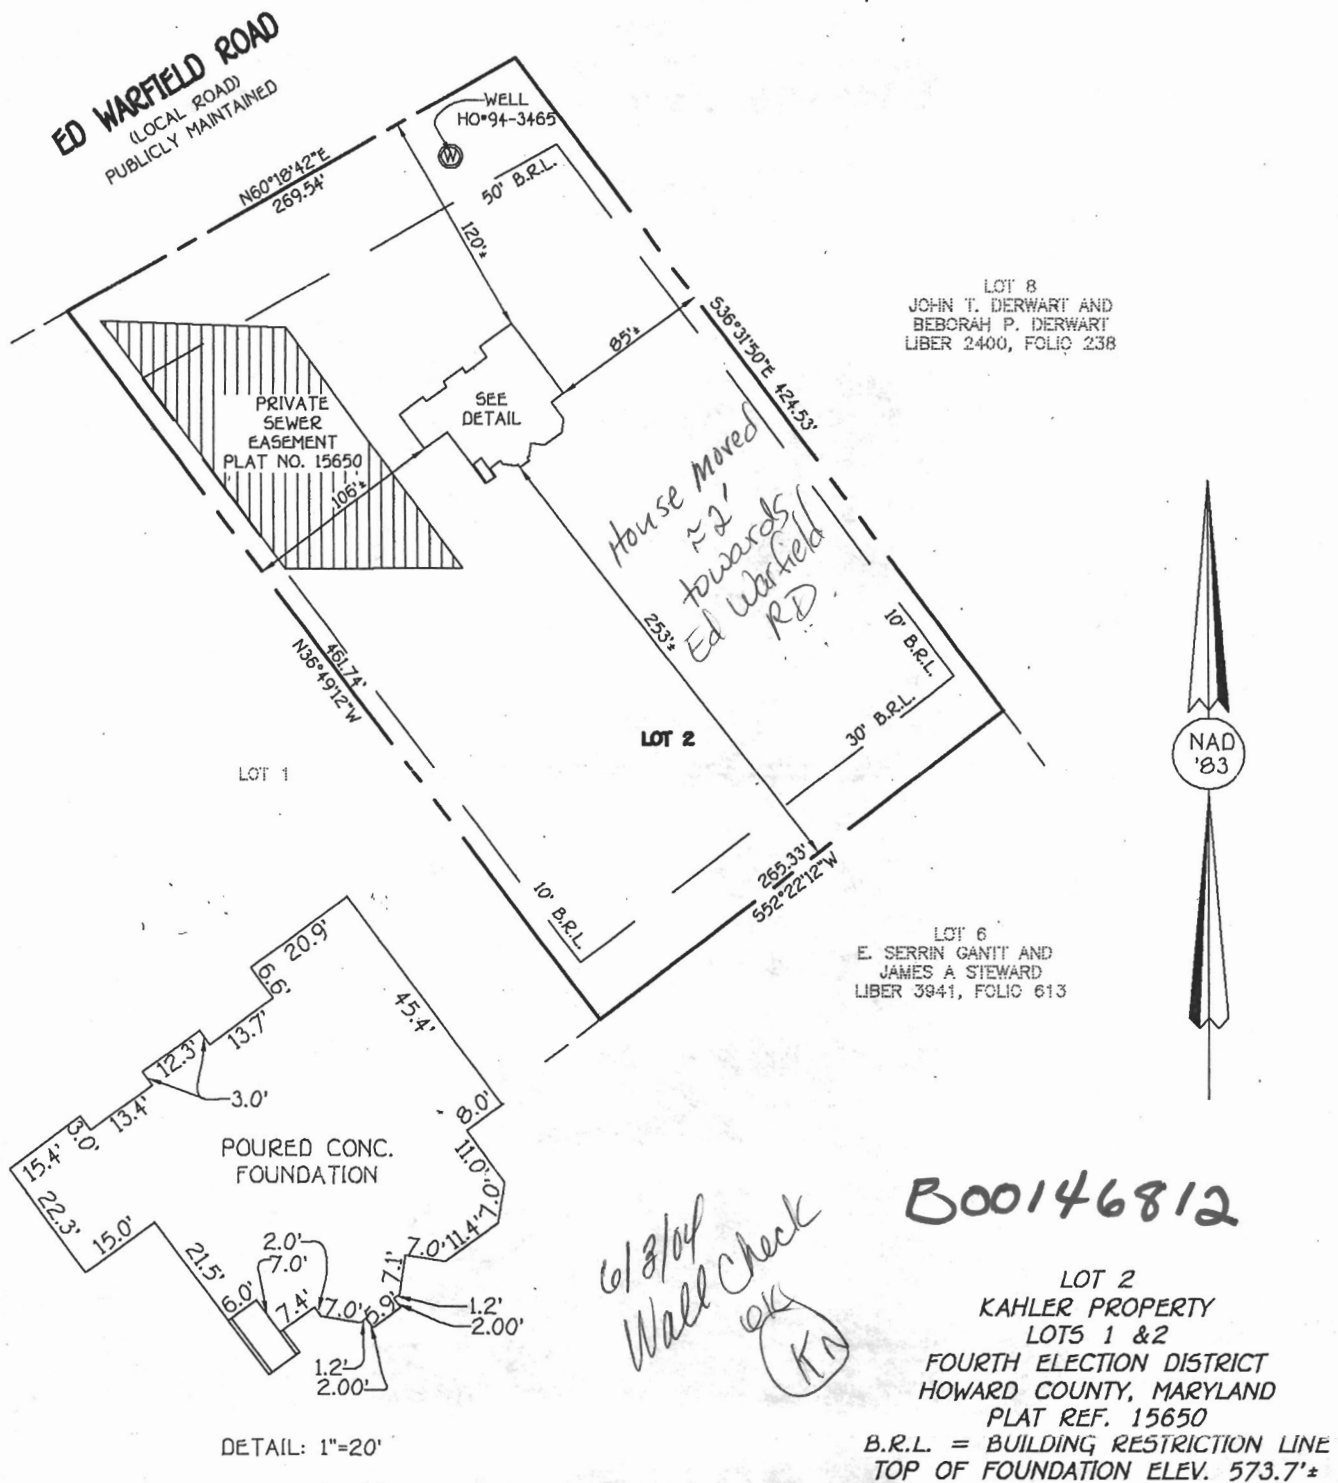 ED WARFIELD ROAD
(LOCAL ROAD)
PUBLICLY MAINTAINED
WELL
HO*94-3465
W
N60°18'42"E
269.54'
50' B.R.L.
120'±
85'±
S36°31'50"E 424.53'
LOT 8
JOHN T. DERWART AND
BEBORAH P. DERWART
LIBER 2400, FOLIO 238
PRIVATE
SEWER
EASEMENT
PLAT NO. 15650
SEE
DETAIL
106'±
House Moved
≈2'
towards
Ed Warfield
RD.
253'±
10' B.R.L.
30' B.R.L.
461.74'
N36°49'12"W
LOT 2
LOT 1
NAD
'83
265.33'
S52°22'12"W
10' B.R.L.
LOT 6
E. SERRIN GANTT AND
JAMES A STEWARD
LIBER 3941, FOLIO 613
20.9'
6.6'
45.4'
13.7'
12.3'
3.0'
13.4'
3.0'
15.4'
8.0'
POURED CONC.
FOUNDATION
11.0'
22.3'
7.0'
15.0'
11.4'
7.0'
21.5'
2.0'
7.0'
7.1'
6.0'
7.4'
7.0'
5.9'
1.2'
2.00'
1.2'
2.00'
DETAIL: 1"=20'
6/3/04
Wall Check
OK
KN
B00146812
LOT 2
KAHLER PROPERTY
LOTS 1 &2
FOURTH ELECTION DISTRICT
HOWARD COUNTY, MARYLAND
PLAT REF. 15650
B.R.L. = BUILDING RESTRICTION LINE
TOP OF FOUNDATION ELEV. 573.7'±